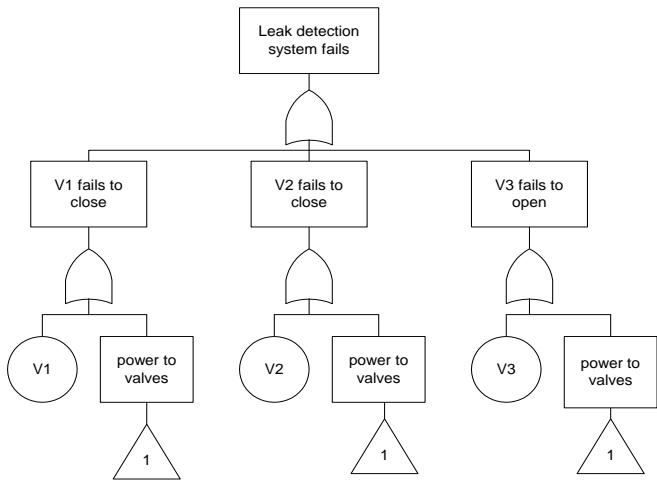 Leak detection
system fails
V1 fails to
close
V2 fails to
close
V3 fails to
open
V1
power to
valves
V2
power to
valves
V3
power to
valves
1
1
1